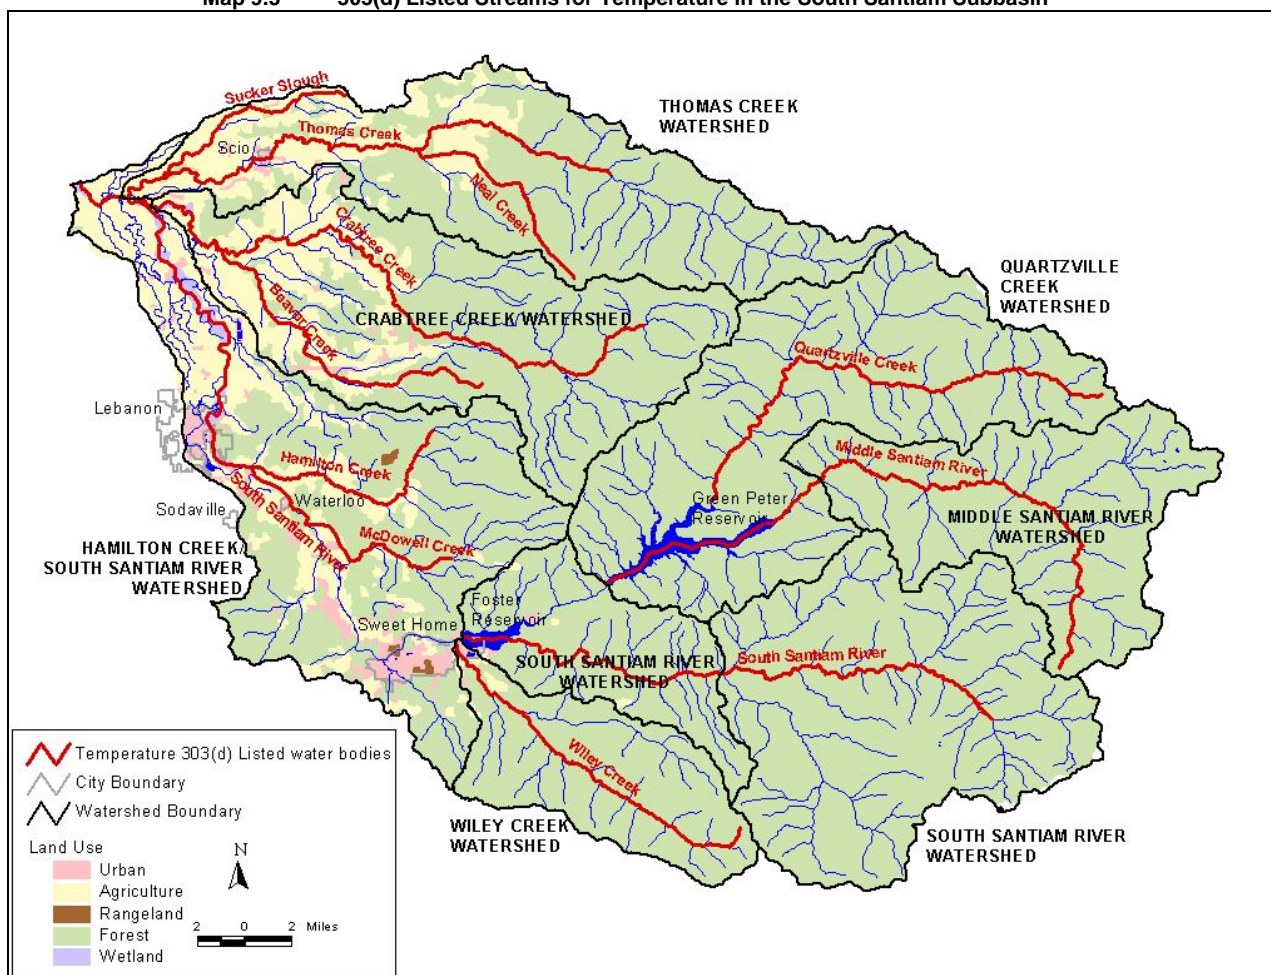 Map 9.3 303(d) Listed Streams for Temperature in the South Santiam Subbasin
Sucker Slough
THOMAS CREEK
WATERSHED
Thomas Creek
Scio
Neal Creek
Crabtree Creek
QUARTZVILLE
CREEK
WATERSHED
Beaver Creek
CRABTREE CREEK WATERSHED
Quartzville Creek
Lebanon
Middle Santiam River
Hamilton Creek
South Santiam River
Waterloo
Green Peter
Reservoir
Sodaville
MIDDLE SANTIAM RIVER
WATERSHED
McDowell Creek
HAMILTON CREEK/
SOUTH SANTIAM RIVER
WATERSHED
Foster
Reservoir
Sweet Home
SOUTH SANTIAM RIVER
WATERSHED
South Santiam River
Wiley Creek
WILEY CREEK
WATERSHED
SOUTH SANTIAM RIVER
WATERSHED
Temperature 303(d) Listed water bodies
City Boundary
Watershed Boundary
Land Use
Urban
Agriculture
Rangeland
Forest
Wetland
N
2 0 2 Miles